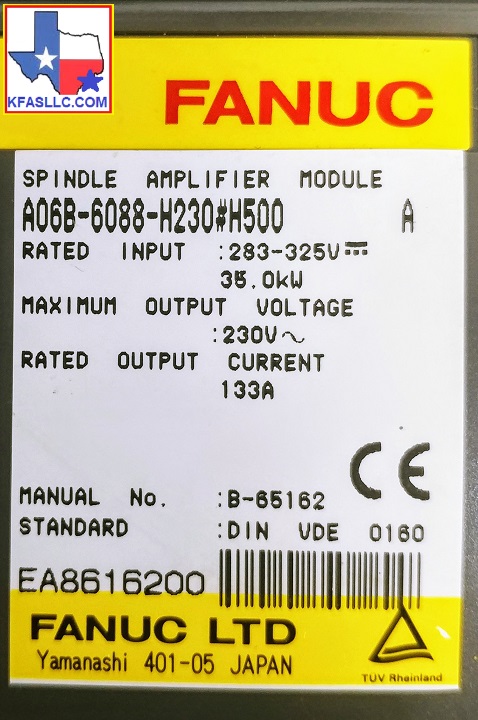 KFASLLC.COM
FANUC
SPINDLE AMPLIFIER MODULE
A06B-6088-H230#H500 A
RATED INPUT :283-325V⎓
35.0kW
MAXIMUM OUTPUT VOLTAGE
:230V～
RATED OUTPUT CURRENT
133A
CE
MANUAL No. :B-65162
STANDARD :DIN VDE 0160
EA8616200
FANUC LTD
Yamanashi 401-05 JAPAN
TUV Rheinland